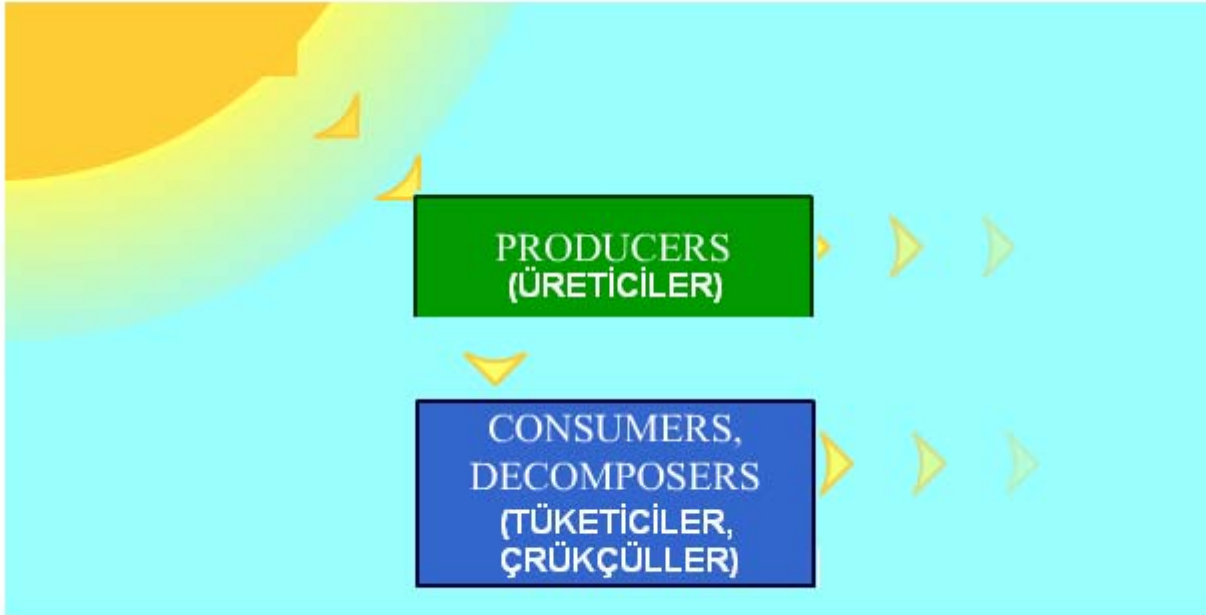 PRODUCERS
(ÜRETİCİLER)
CONSUMERS,
DECOMPOSERS
(TÜKETİCİLER,
ÇRÜKÇÜLLER)